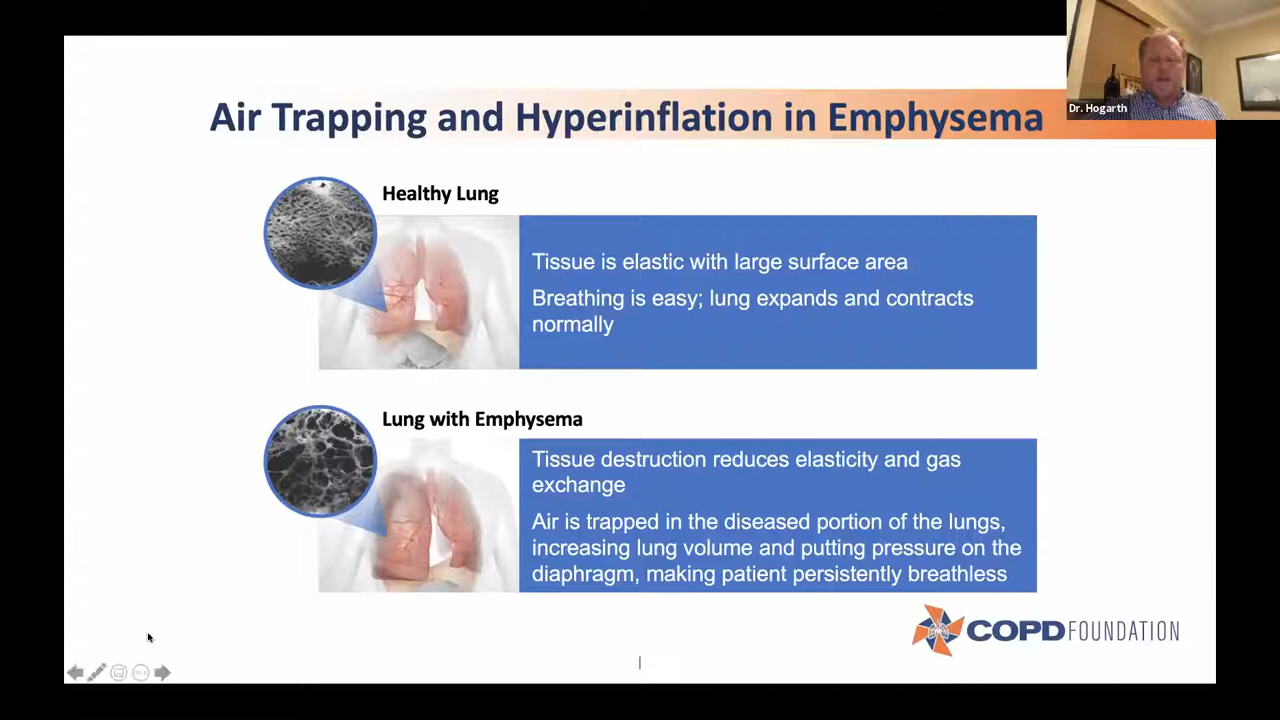 Air Trapping and Hyperinflation in Emphysema
Dr. Hogarth
Healthy Lung
Tissue is elastic with large surface area
Breathing is easy; lung expands and contracts
normally
Lung with Emphysema
Tissue destruction reduces elasticity and gas
exchange
Air is trapped in the diseased portion of the lungs,
increasing lung volume and putting pressure on the
diaphragm, making patient persistently breathless
COPDFOUNDATION